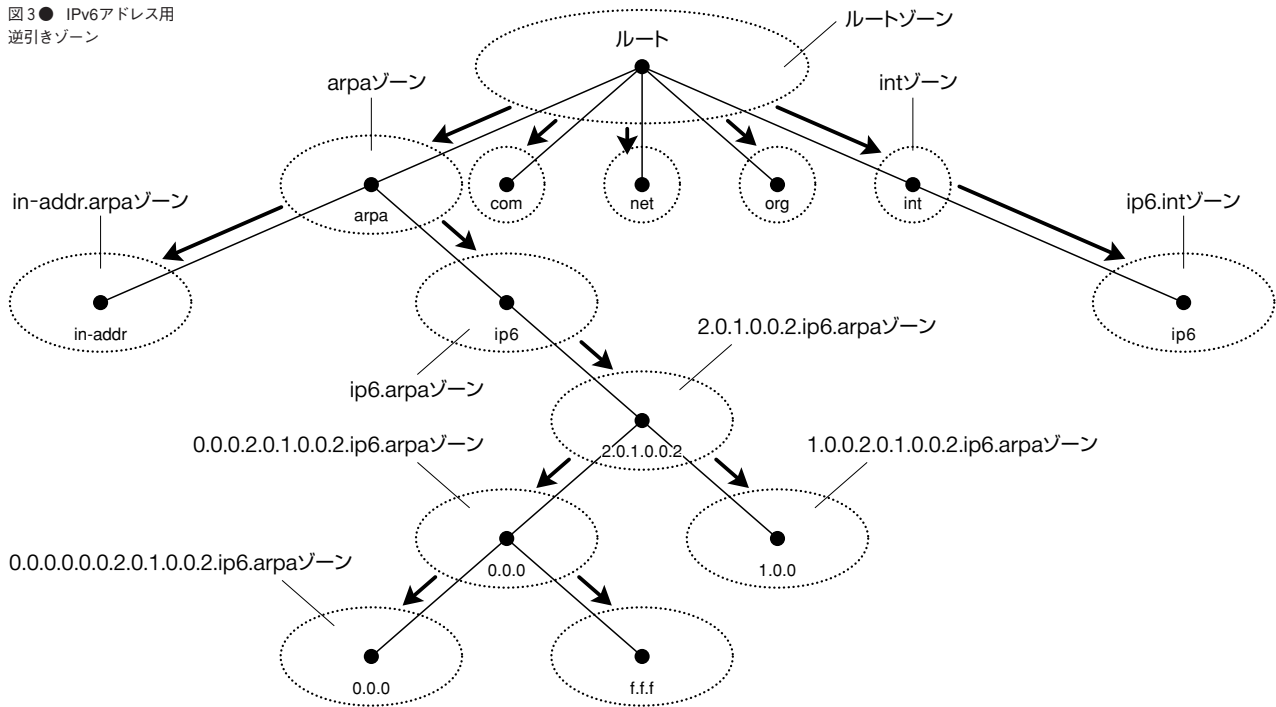 図3● IPv6アドレス用
逆引きゾーン
ルートゾーン
ルート
arpaゾーン
intゾーン
in-addr.arpaゾーン
arpa
com
net
org
int
ip6.intゾーン
in-addr
ip6
ip6
2.0.1.0.0.2.ip6.arpaゾーン
ip6.arpaゾーン
0.0.0.2.0.1.0.0.2.ip6.arpaゾーン
2.0.1.0.0.2
1.0.0.2.0.1.0.0.2.ip6.arpaゾーン
0.0.0.0.0.0.2.0.1.0.0.2.ip6.arpaゾーン
0.0.0
1.0.0
0.0.0
f.f.f